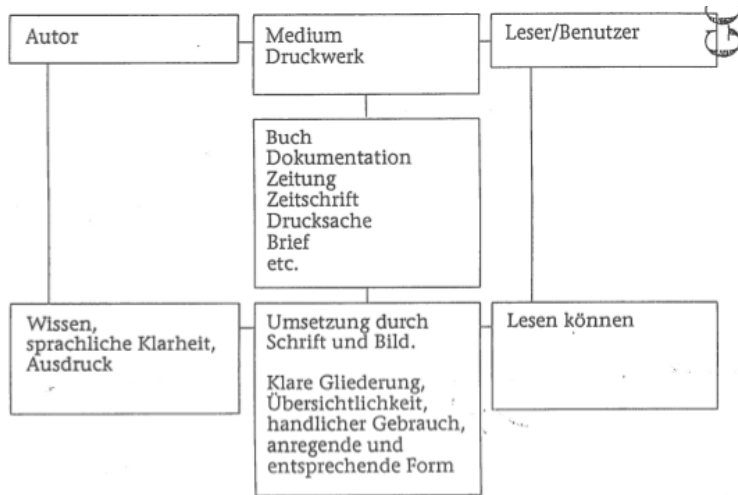 Autor
Medium
Druckwerk
Leser/Benutzer
Buch
Dokumentation
Zeitung
Zeitschrift
Drucksache
Brief
etc.
Wissen,
sprachliche Klarheit,
Ausdruck
Umsetzung durch
Schrift und Bild.
Klare Gliederung,
Übersichtlichkeit,
handlicher Gebrauch,
anregende und
entsprechende Form
Lesen können